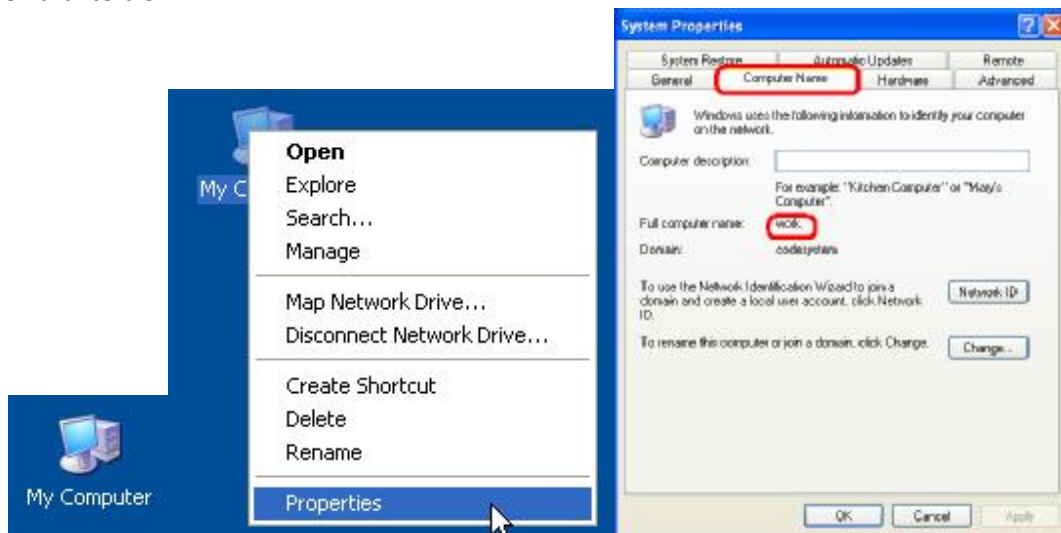 My Computer
My C
Open
Explore
Search...
Manage
Map Network Drive...
Disconnect Network Drive...
Create Shortcut
Delete
Rename
Properties
System Properties
System Restore Automatic Updates Remote
General Computer Name Hardware Advanced
Windows uses the following information to identify your computer
on the network.
Computer description:
For example: "Kitchen Computer" or "Mary's
Computer".
Full computer name: work.
Domain: codesystem
To use the Network Identification Wizard to join a
domain and create a local user account, click Network
ID.
Network ID
To rename this computer or join a domain, click Change.
Change...
OK Cancel Apply